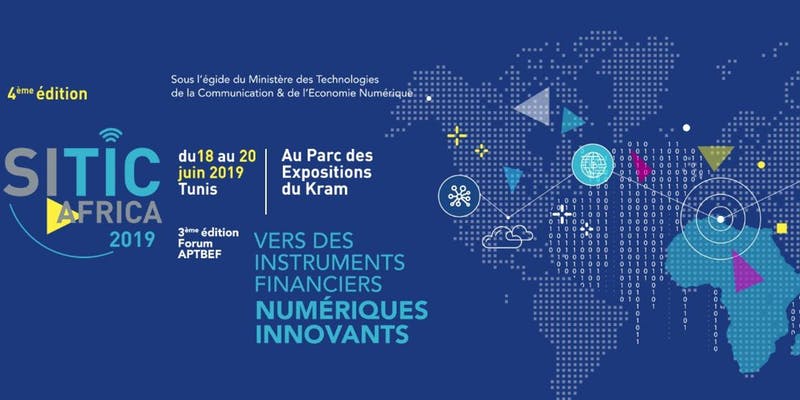 4ème édition
Sous l'égide du Ministère des Technologies
de la Communication & de l'Economie Numérique
SITIC
AFRICA
2019
du 18 au 20
juin 2019
Tunis
Au Parc des
Expositions
du Kram
3ème édition
Forum
APTBEF
VERS DES
INSTRUMENTS
FINANCIERS
NUMÉRIQUES
INNOVANTS